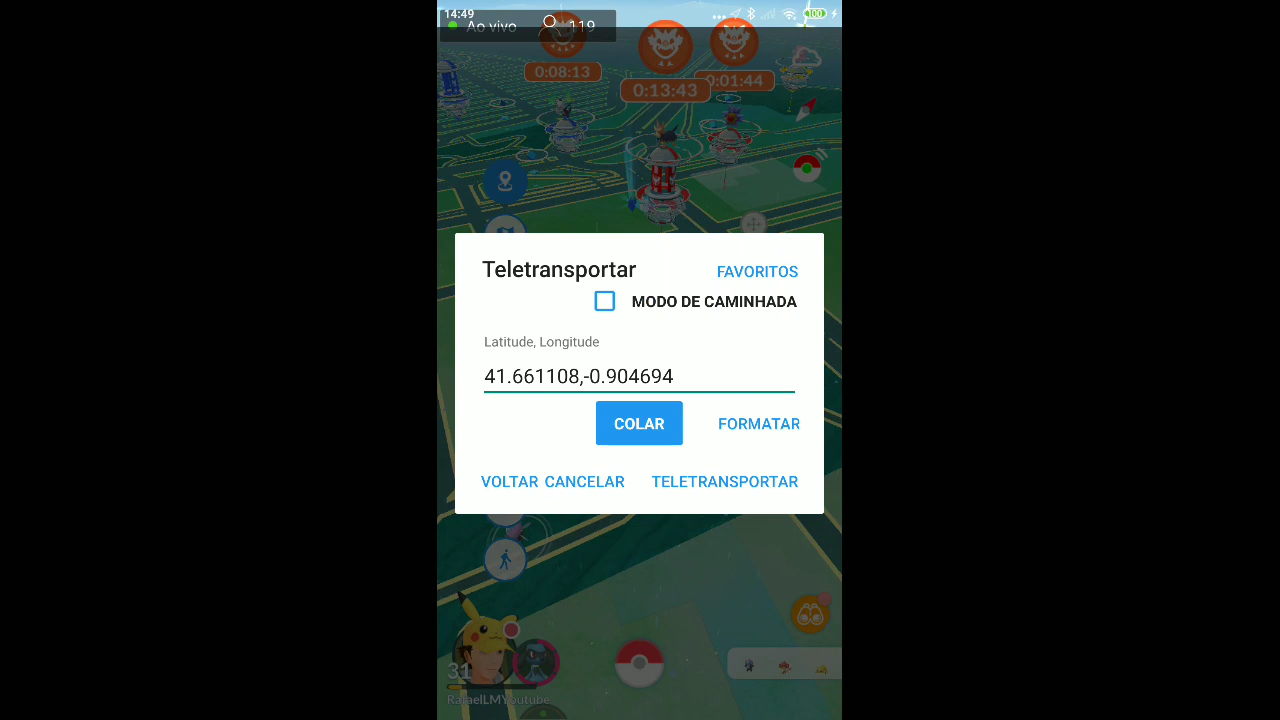 14:49
100
Ao vivo 119
0:08:13
0:13:43
0:01:44
Teletransportar
FAVORITOS
MODO DE CAMINHADA
Latitude, Longitude
41.661108,-0.904694
COLAR
FORMATAR
VOLTAR CANCELAR
TELETRANSPORTAR
31
RafaelLMYoutube